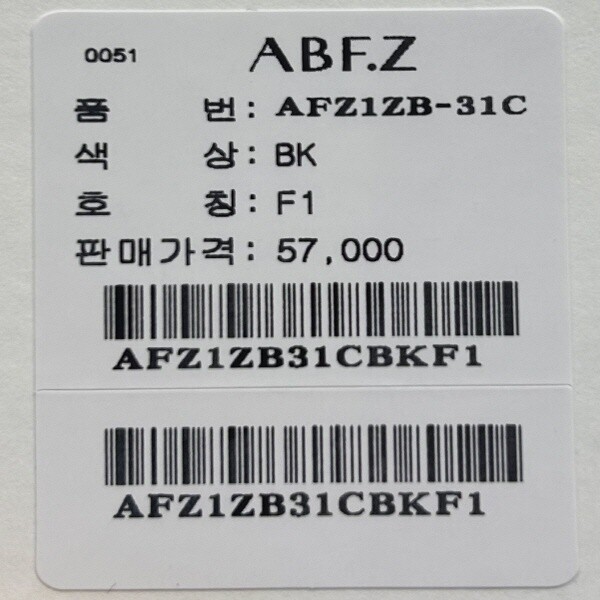 0051 ABF.Z
품 번: AFZ1ZB-31C
색 상: BK
호 칭: F1
판매가격: 57,000
AFZ1ZB31CBKF1
AFZ1ZB31CBKF1